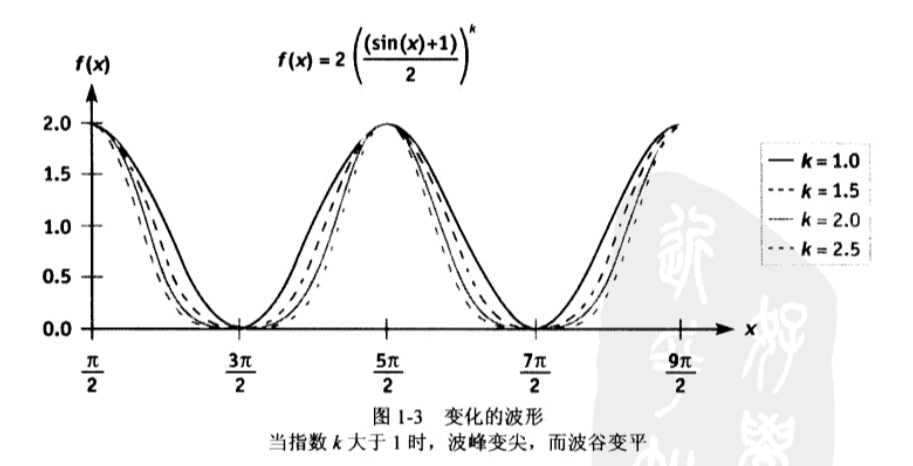 f(x) = 2 ((sin(x)+1)/2)^k
f(x)
2.0
1.5
1.0
0.5
0.0
x
π/2 3π/2 5π/2 7π/2 9π/2
k = 1.0
k = 1.5
k = 2.0
k = 2.5
图 1-3 变化的波形
当指数 k 大于 1 时，波峰变尖，而波谷变平